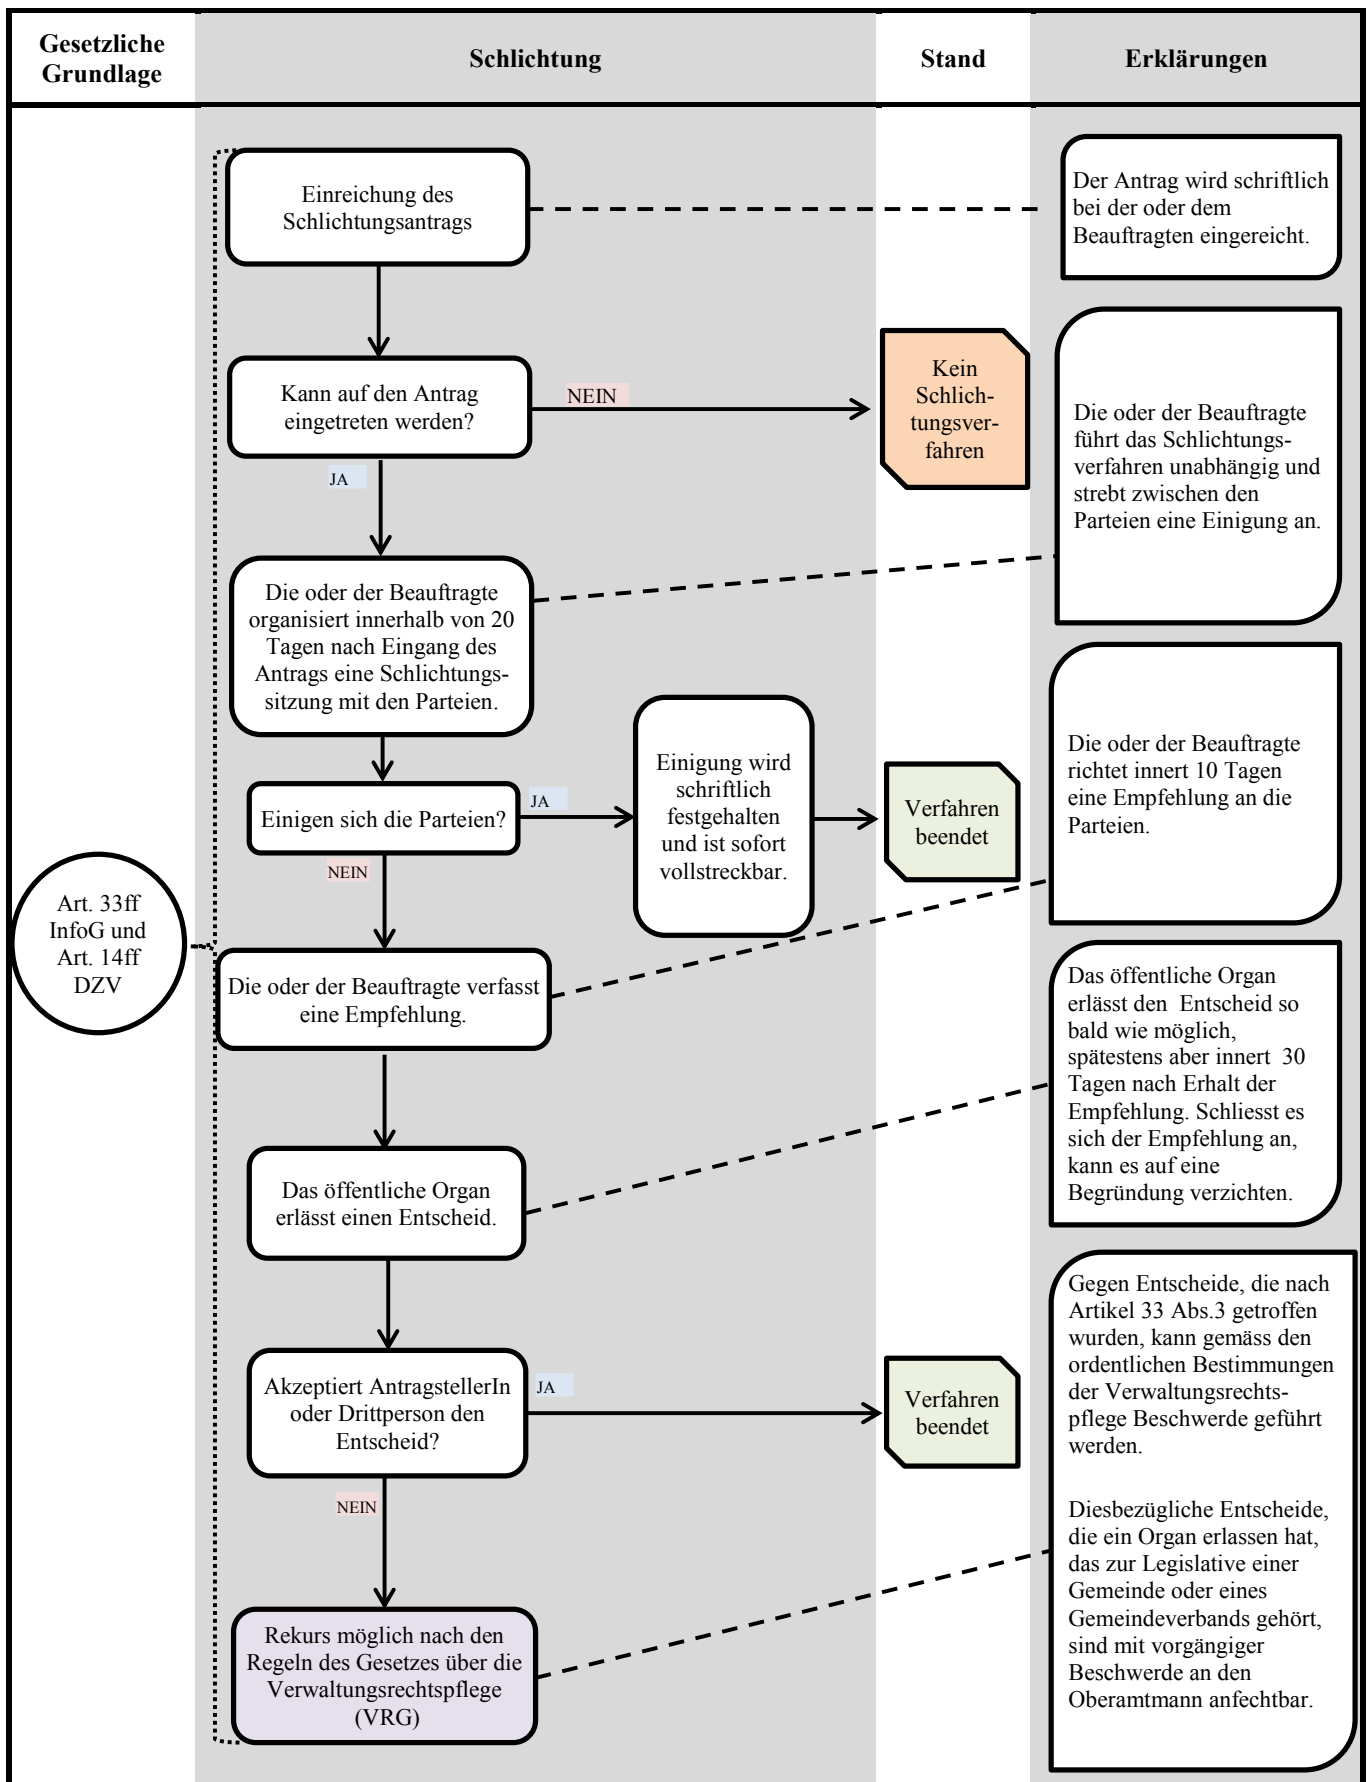 Gesetzliche
Grundlage
Schlichtung
Stand
Erklärungen
Einreichung des
Schlichtungsantrags
Der Antrag wird schriftlich
bei der oder dem
Beauftragten eingereicht.
Kann auf den Antrag
eingetreten werden?
NEIN
Kein
Schlich-
tungsver-
fahren
JA
Die oder der Beauftragte
führt das Schlichtungs-
verfahren unabhängig und
strebt zwischen den
Parteien eine Einigung an.
Die oder der Beauftragte
organisiert innerhalb von 20
Tagen nach Eingang des
Antrags eine Schlichtungs-
sitzung mit den Parteien.
Einigen sich die Parteien?
JA
Einigung wird
schriftlich
festgehalten
und ist sofort
vollstreckbar.
Verfahren
beendet
NEIN
Die oder der Beauftragte
richtet innert 10 Tagen
eine Empfehlung an die
Parteien.
Art. 33ff
InfoG und
Art. 14ff
DZV
Die oder der Beauftragte verfasst
eine Empfehlung.
Das öffentliche Organ
erlässt den  Entscheid so
bald wie möglich,
spätestens aber innert  30
Tagen nach Erhalt der
Empfehlung. Schliesst es
sich der Empfehlung an,
kann es auf eine
Begründung verzichten.
Das öffentliche Organ
erlässt einen Entscheid.
Akzeptiert AntragstellerIn
oder Drittperson den
Entscheid?
JA
Verfahren
beendet
NEIN
Gegen Entscheide, die nach
Artikel 33 Abs.3 getroffen
wurden, kann gemäss den
ordentlichen Bestimmungen
der Verwaltungsrechts-
pflege Beschwerde geführt
werden.
Diesbezügliche Entscheide,
die ein Organ erlassen hat,
das zur Legislative einer
Gemeinde oder eines
Gemeindeverbands gehört,
sind mit vorgängiger
Beschwerde an den
Oberamtmann anfechtbar.
Rekurs möglich nach den
Regeln des Gesetzes über die
Verwaltungsrechtspflege
(VRG)